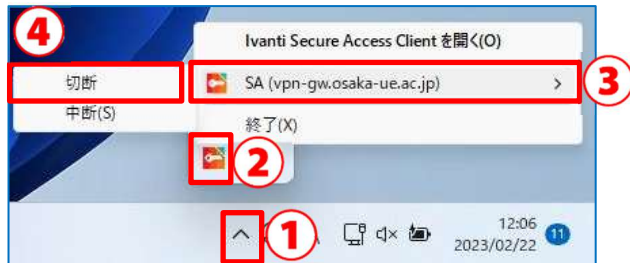 ④
Ivanti Secure Access Client を開く(O)
切断
SA (vpn-gw.osaka-ue.ac.jp)
③
中断(S)
終了(X)
②
①
12:06
2023/02/22
11